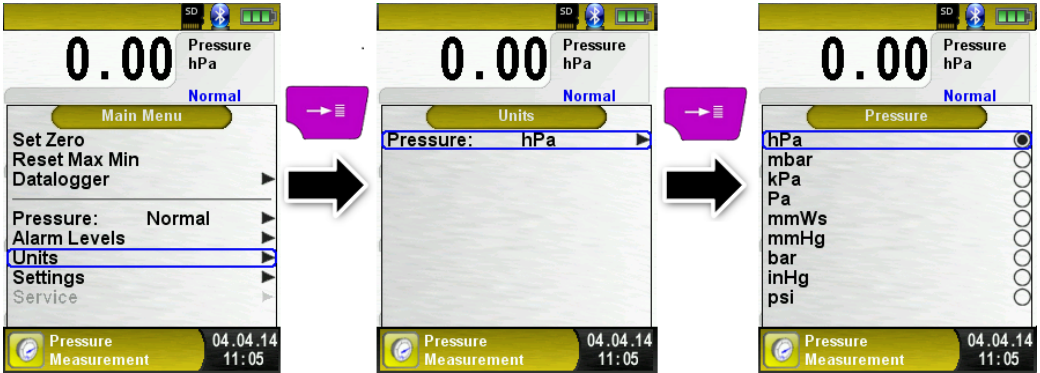 SD
0.00
Pressure
hPa
Normal
Main Menu
Set Zero
Reset Max Min
Datalogger
Pressure: Normal
Alarm Levels
Units
Settings
Service
Pressure
Measurement
04.04.14
11:05
SD
0.00
Pressure
hPa
Normal
Units
Pressure: hPa
Pressure
Measurement
04.04.14
11:05
SD
0.00
Pressure
hPa
Normal
Pressure
hPa
mbar
kPa
Pa
mmWs
mmHg
bar
inHg
psi
Pressure
Measurement
04.04.14
11:05